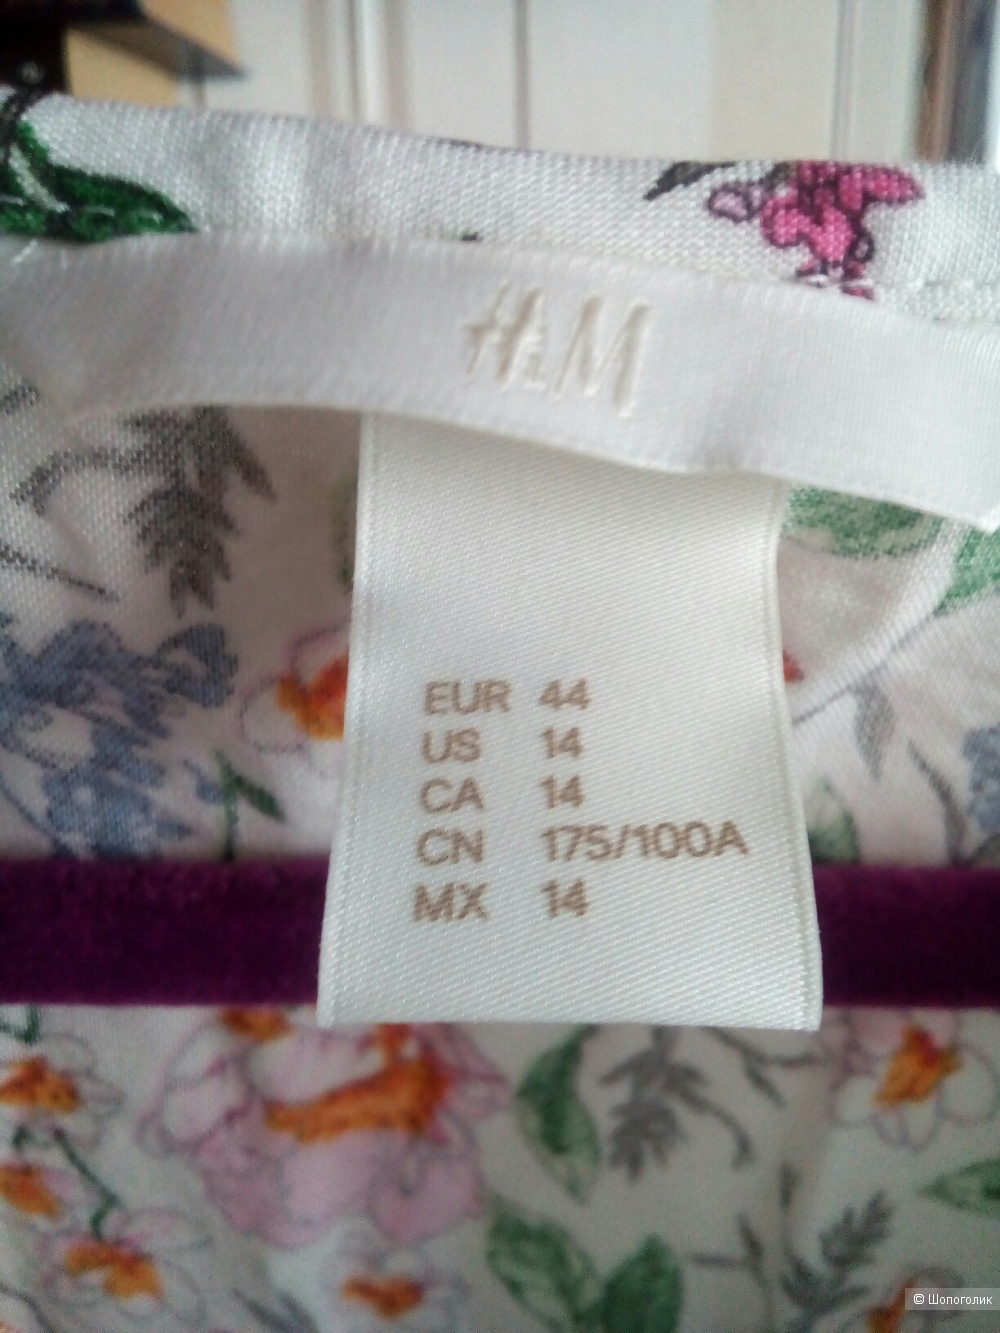 H&M
EUR 44
US 14
CA 14
CN 175/100A
MX 14
© Шопоголик